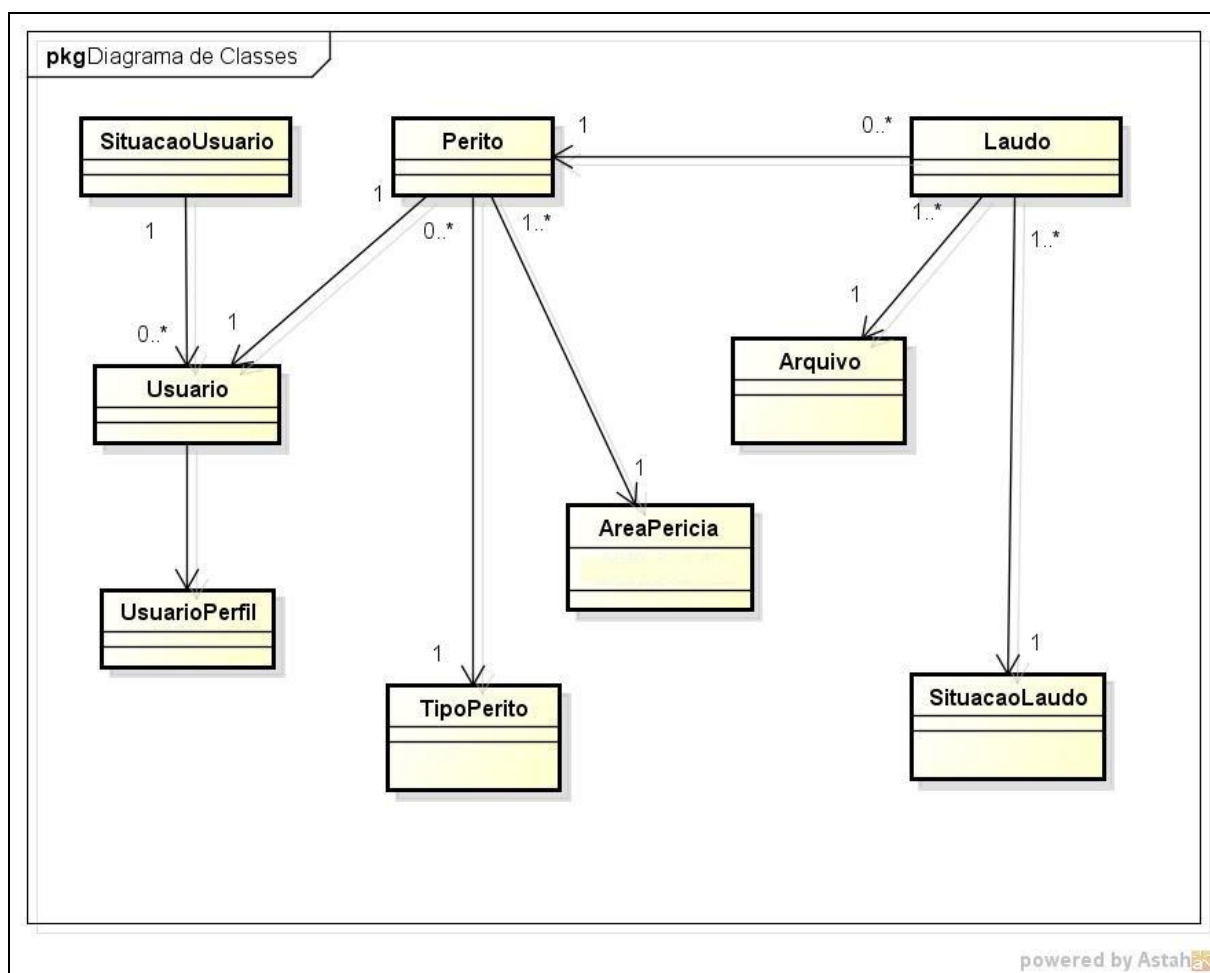 pkgDiagrama de Classes
SituacaoUsuario
Perito
Laudo
1
0..*
1
1
0..*
1..*
1..*
1..*
0..*
1
1
Usuario
Arquivo
1
AreaPericia
UsuarioPerfil
1
1
TipoPerito
SituacaoLaudo
powered by Astah